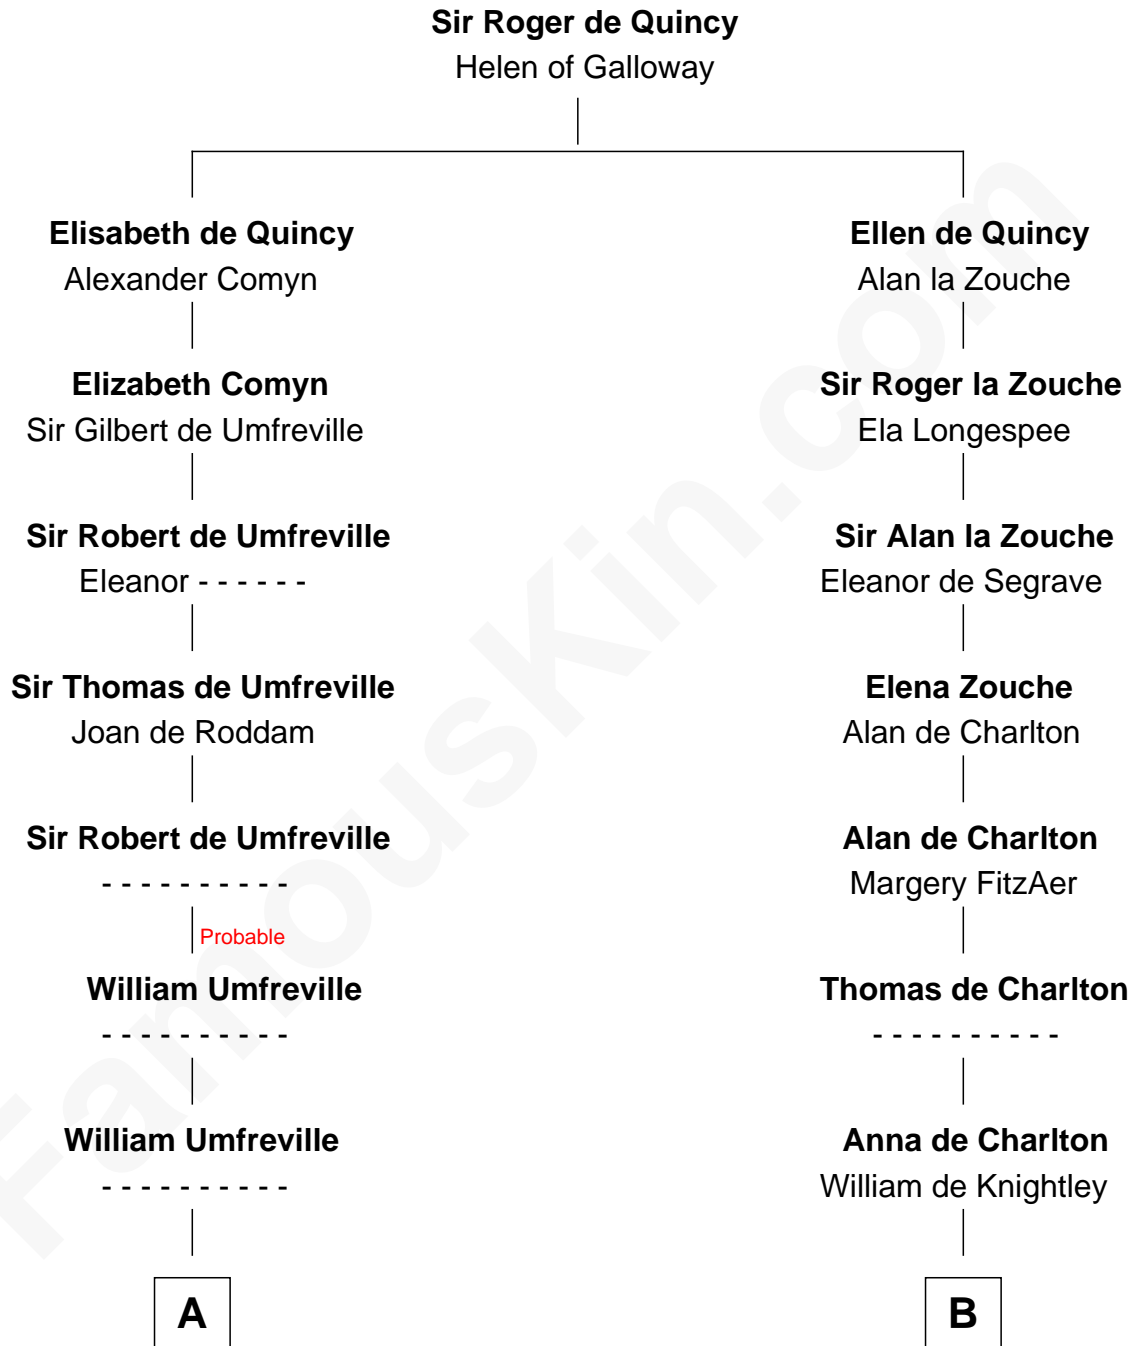 Sir Roger de Quincy
Helen of Galloway
Elisabeth de Quincy
Alexander Comyn
Elizabeth Comyn
Sir Gilbert de Umfreville
Sir Robert de Umfreville
Eleanor - - - - - -
Sir Thomas de Umfreville
Joan de Roddam
Sir Robert de Umfreville
- - - - - - - - - -
Probable
William Umfreville
- - - - - - - - - -
William Umfreville
- - - - - - - - - -
A
Ellen de Quincy
Alan la Zouche
Sir Roger la Zouche
Ela Longespee
Sir Alan la Zouche
Eleanor de Segrave
Elena Zouche
Alan de Charlton
Alan de Charlton
Margery FitzAer
Thomas de Charlton
- - - - - - - - - -
Anna de Charlton
William de Knightley
B
FamousKin.com